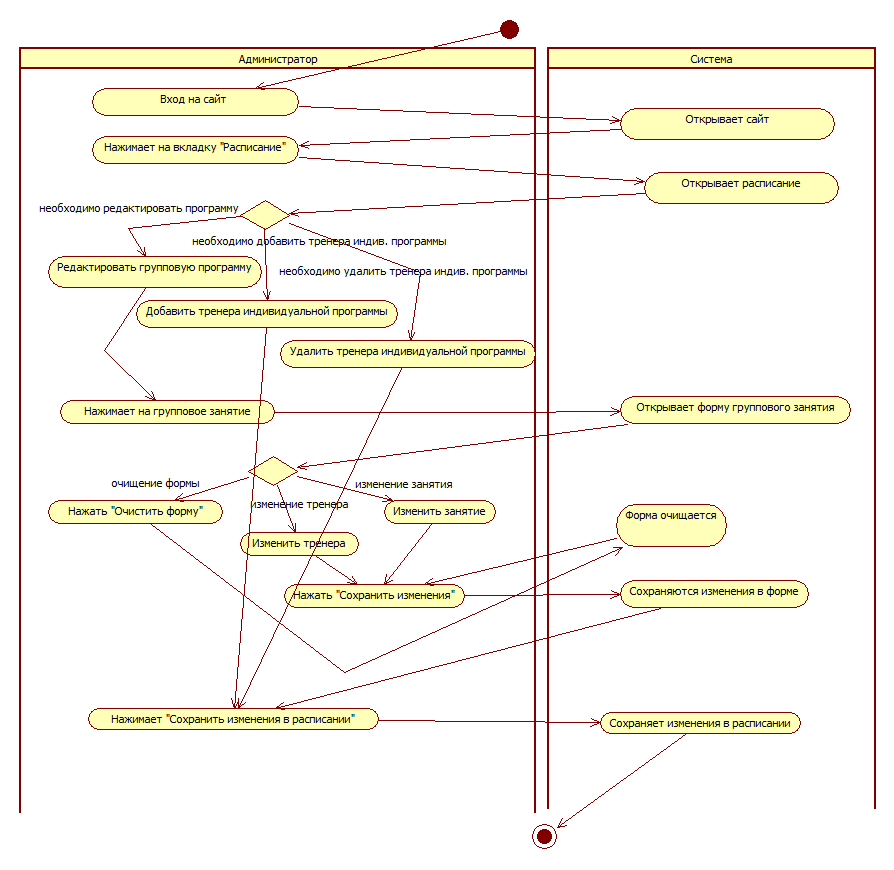 Администратор
Система
Вход на сайт
Открывает сайт
Нажимает на вкладку "Расписание"
Открывает расписание
необходимо редактировать программу
необходимо добавить тренера индив. программы
Редактировать групповую программу
необходимо удалить тренера индив. программы
Добавить тренера индивидуальной программы
Удалить тренера индивидуальной программы
Нажимает на групповое занятие
Открывает форму группового занятия
очищение формы
изменение занятия
изменение тренера
Нажать "Очистить форму"
Изменить занятие
Форма очищается
Изменить тренера
Нажать "Сохранить изменения"
Сохраняются изменения в форме
Нажимает "Сохранить изменения в расписании"
Сохраняет изменения в расписании